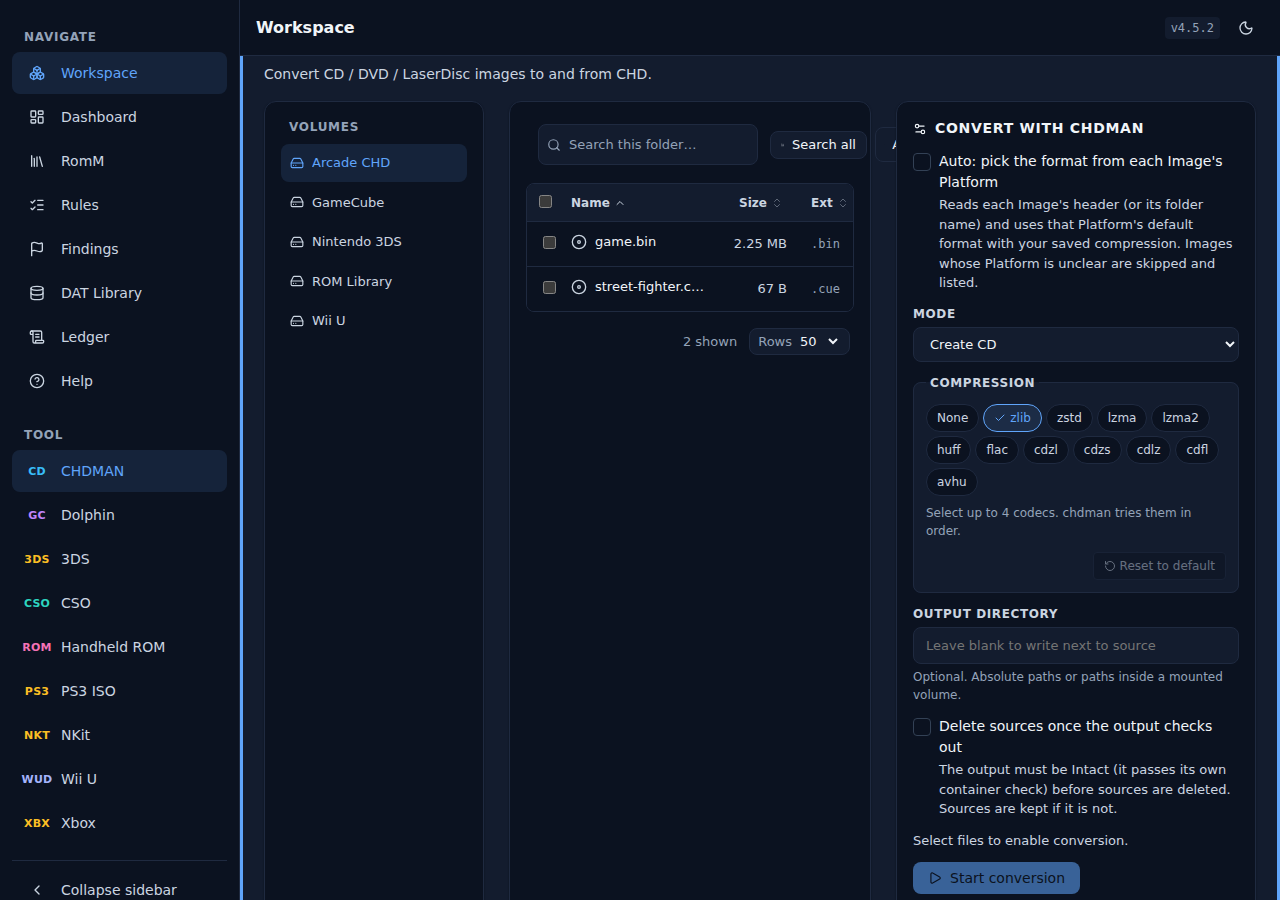 NAVIGATE
Workspace
Dashboard
RomM
Rules
Findings
DAT Library
Ledger
Help
TOOL
CD CHDMAN
GC Dolphin
3DS 3DS
CSO CSO
ROM Handheld ROM
PS3 PS3 ISO
NKT NKit
WUD Wii U
XBX Xbox
Collapse sidebar
Workspace
v4.5.2
Convert CD / DVD / LaserDisc images to and from CHD.
VOLUMES
Arcade CHD
GameCube
Nintendo 3DS
ROM Library
Wii U
Search this folder…
Search all
Name Size Ext
game.bin 2.25 MB .bin
street-fighter.c… 67 B .cue
2 shown Rows 50
CONVERT WITH CHDMAN
Auto: pick the format from each Image's
Platform
Reads each Image's header (or its folder
name) and uses that Platform's default
format with your saved compression. Images
whose Platform is unclear are skipped and
listed.
MODE
Create CD
COMPRESSION
None zlib zstd lzma lzma2
huff flac cdzl cdzs cdlz cdfl
avhu
Select up to 4 codecs. chdman tries them in
order.
Reset to default
OUTPUT DIRECTORY
Leave blank to write next to source
Optional. Absolute paths or paths inside a mounted
volume.
Delete sources once the output checks
out
The output must be Intact (it passes its own
container check) before sources are deleted.
Sources are kept if it is not.
Select files to enable conversion.
Start conversion